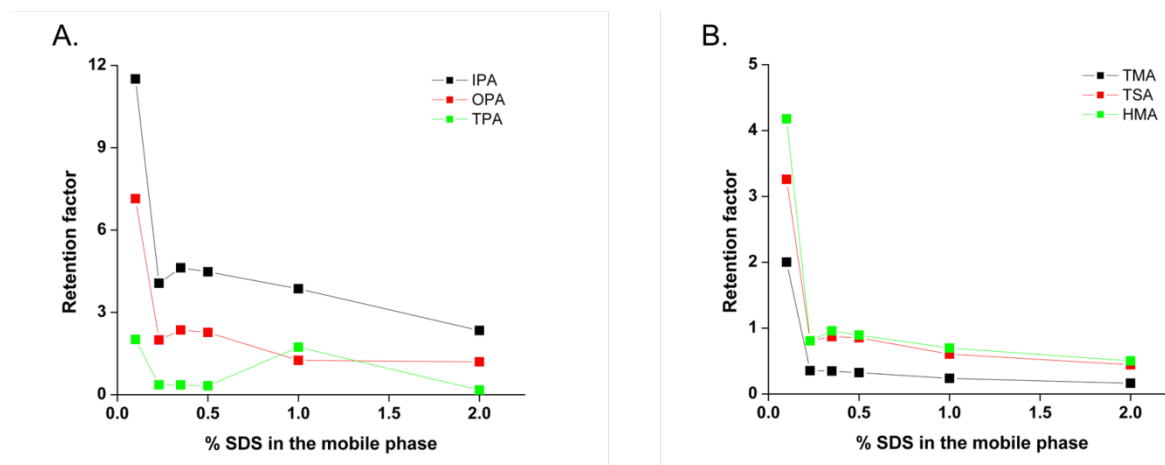 A.
12
9
6
3
0
Retention factor
IPA
OPA
TPA
0.0 0.5 1.0 1.5 2.0
% SDS in the mobile phase
B.
5
4
3
2
1
0
Retention factor
TMA
TSA
HMA
0.0 0.5 1.0 1.5 2.0
% SDS in the mobile phase